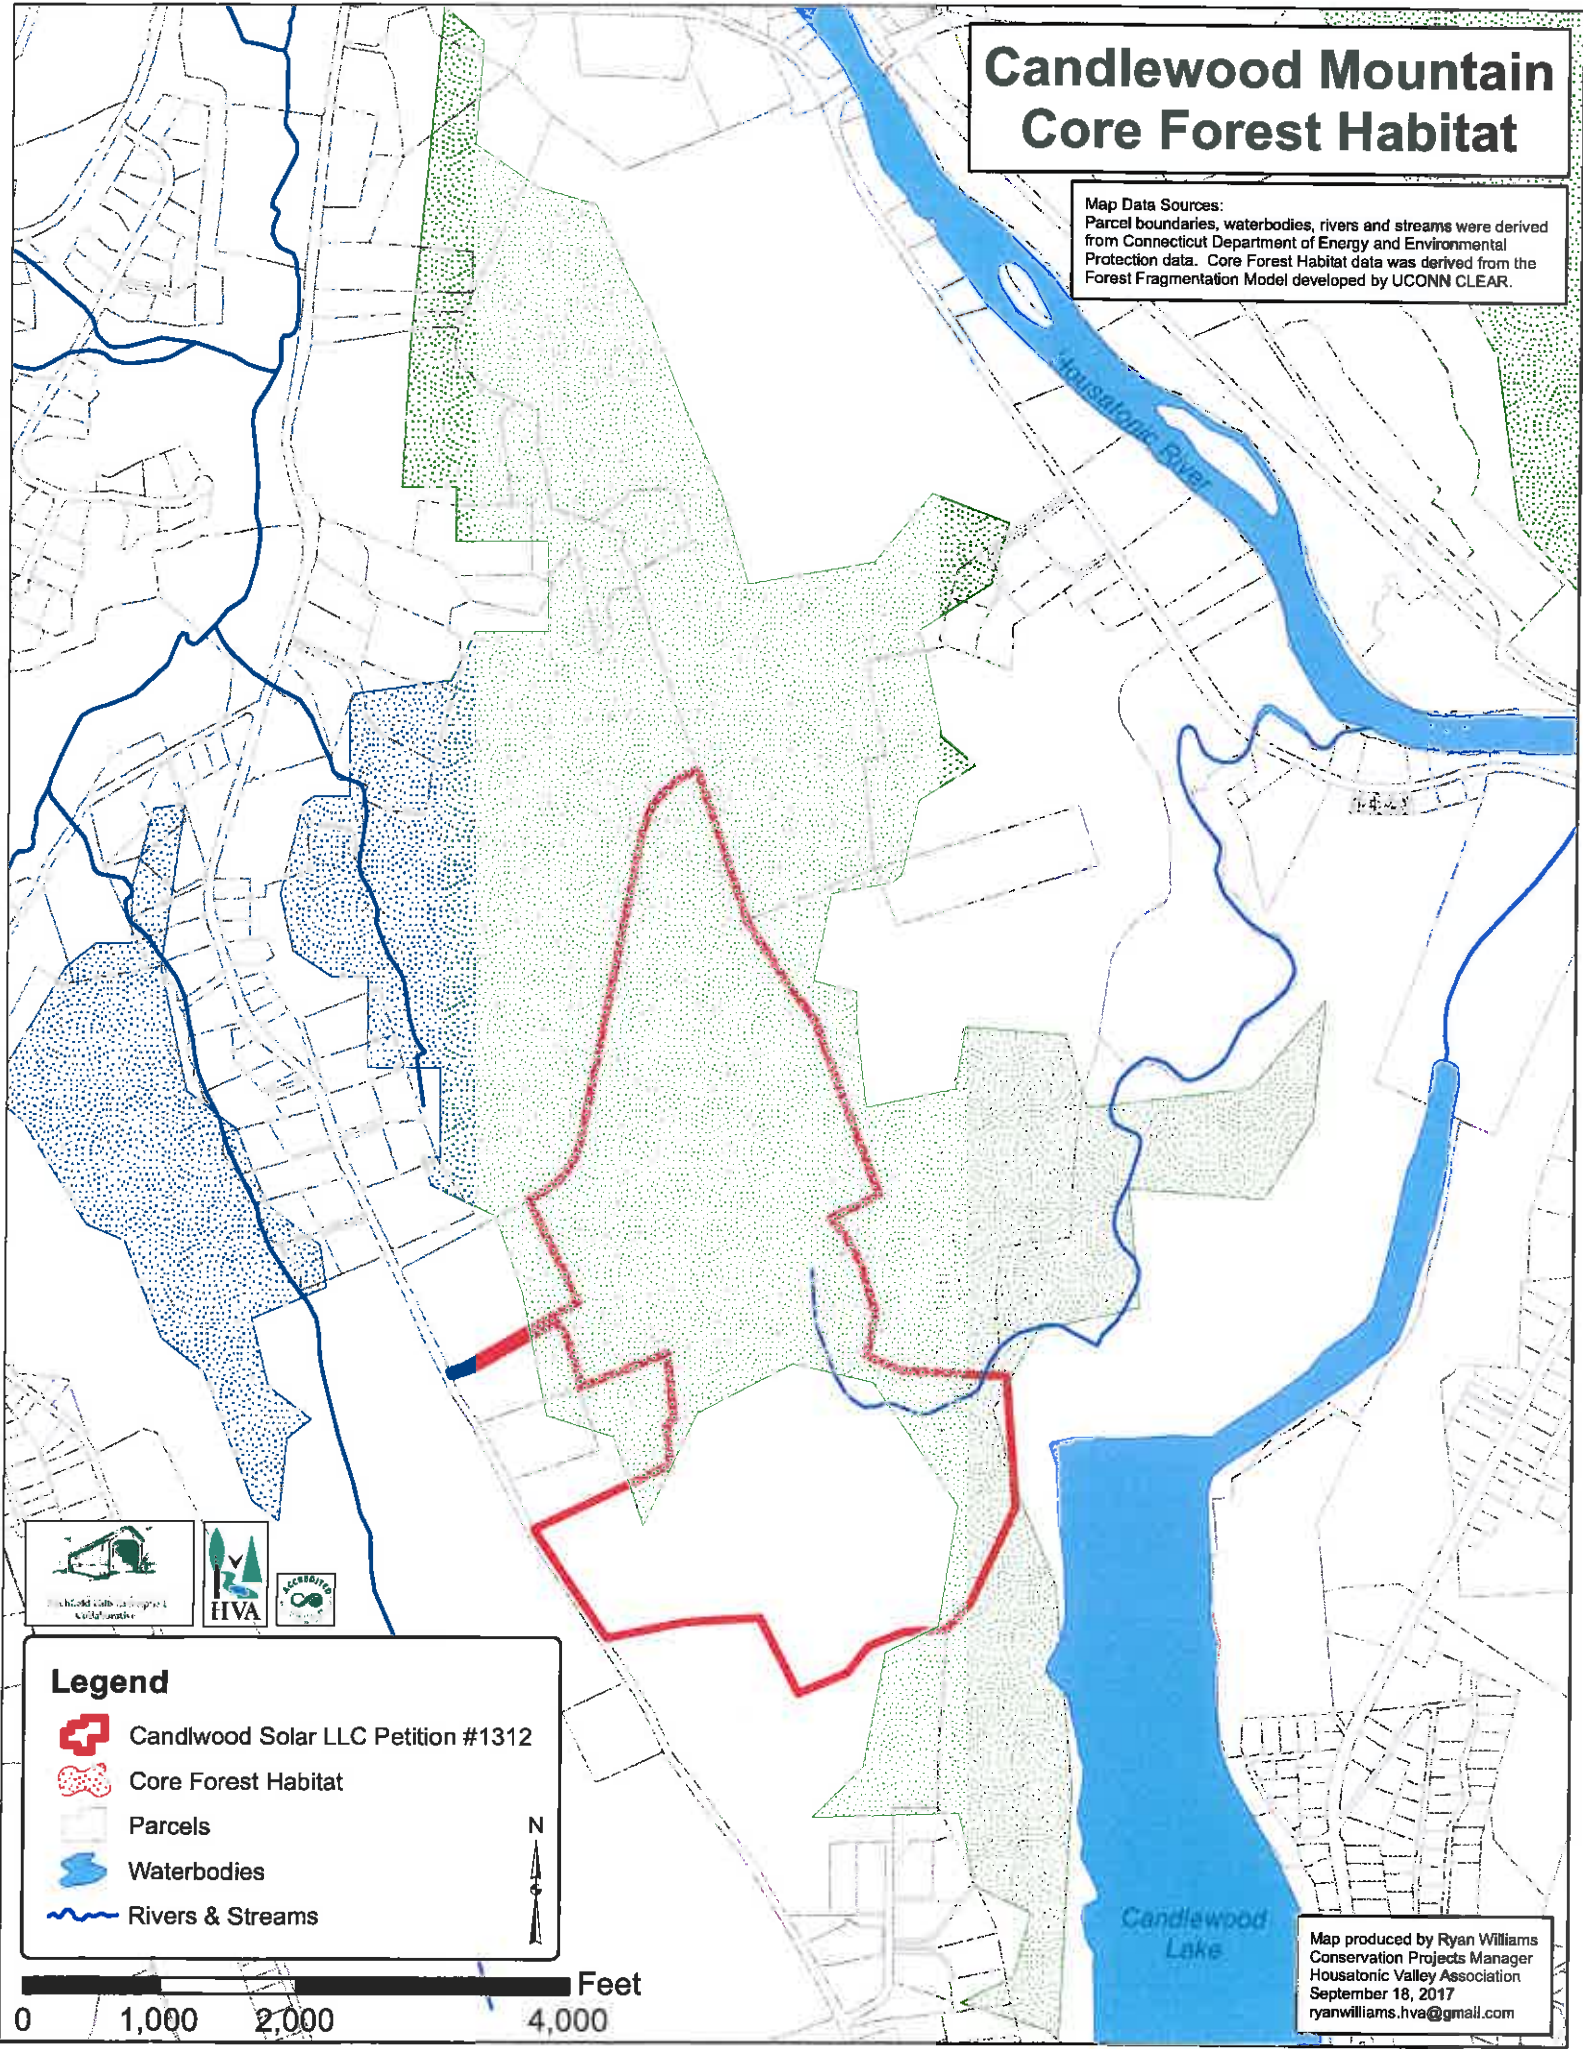 Candlewood Mountain
Core Forest Habitat
Map Data Sources:
Parcel boundaries, waterbodies, rivers and streams were derived
from Connecticut Department of Energy and Environmental
Protection data. Core Forest Habitat data was derived from the
Forest Fragmentation Model developed by UCONN CLEAR.
Housatonic River
ACCREDITED
HVA
Collaborative
Legend
Candlwood Solar LLC Petition #1312
Core Forest Habitat
Parcels
Waterbodies
Rivers & Streams
N
Feet
0 1,000 2,000 4,000
Candlewood
Lake
Map produced by Ryan Williams
Conservation Projects Manager
Housatonic Valley Association
September 18, 2017
ryanwilliams.hva@gmail.com